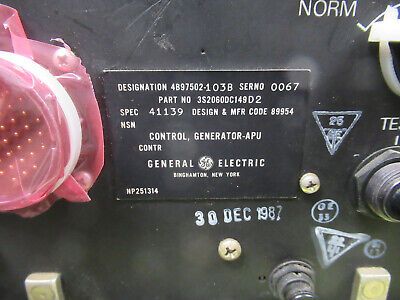 NORM
DESIGNATION 4B97502-103B SERNO 0067
PART NO 3S2060DC149D2
SPEC 41139 DESIGN & MFR CODE 89954
NSN
CONTROL, GENERATOR-APU
CONTR
GENERAL GE ELECTRIC
BINGHAMTON, NEW YORK
NP251314
30 DEC 1987